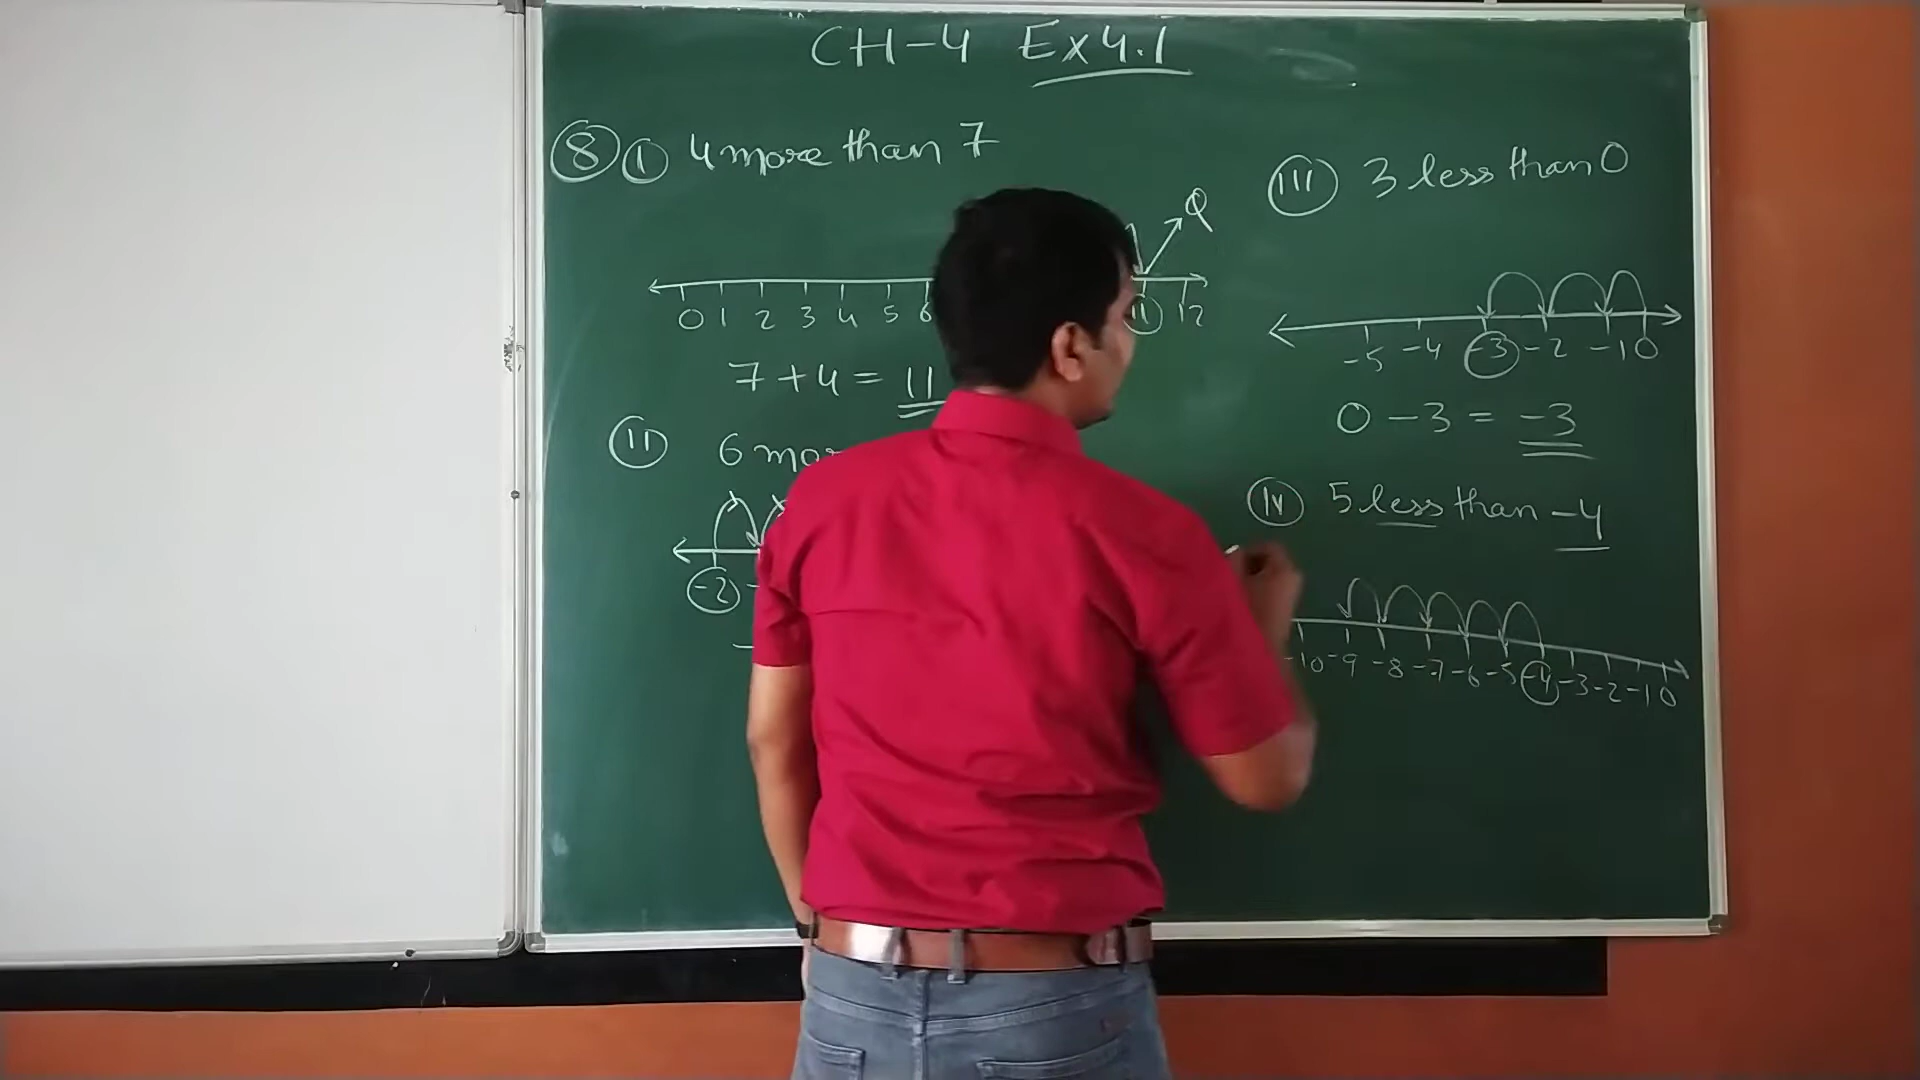 CH-4 Ex 4.1
8 i 4 more than 7
Q
0 1 2 3 4 5 6 11 12
7 + 4 = 11
ii 6 mor
-2
iii 3 less than 0
-5 -4 -3 -2 -1 0
0 - 3 = -3
iv 5 less than -4
-10 -9 -8 -7 -6 -5 -4 -3 -2 -1 0